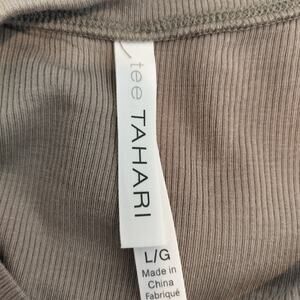 tee TAHARI
L/G
Made in
China
Fabriqué